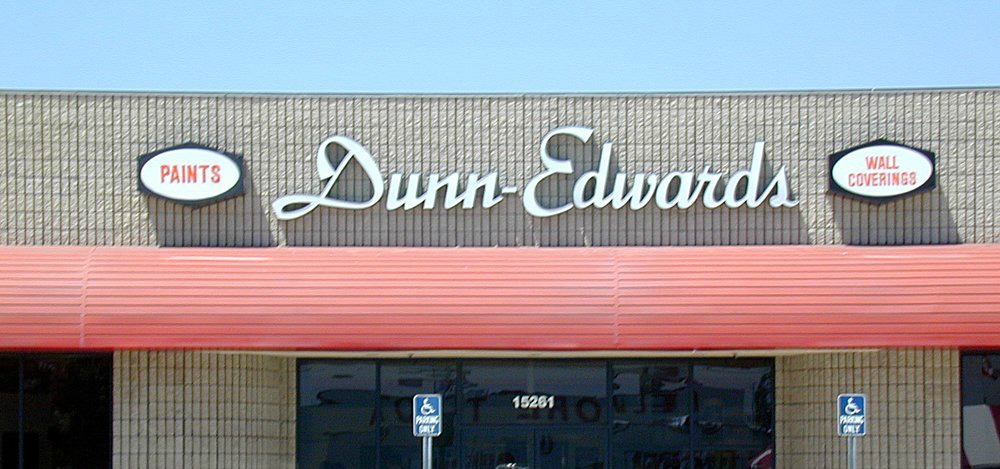 PAINTS
Dunn-Edwards
WALL
COVERINGS
15261
PARKING
ONLY
PARKING
ONLY